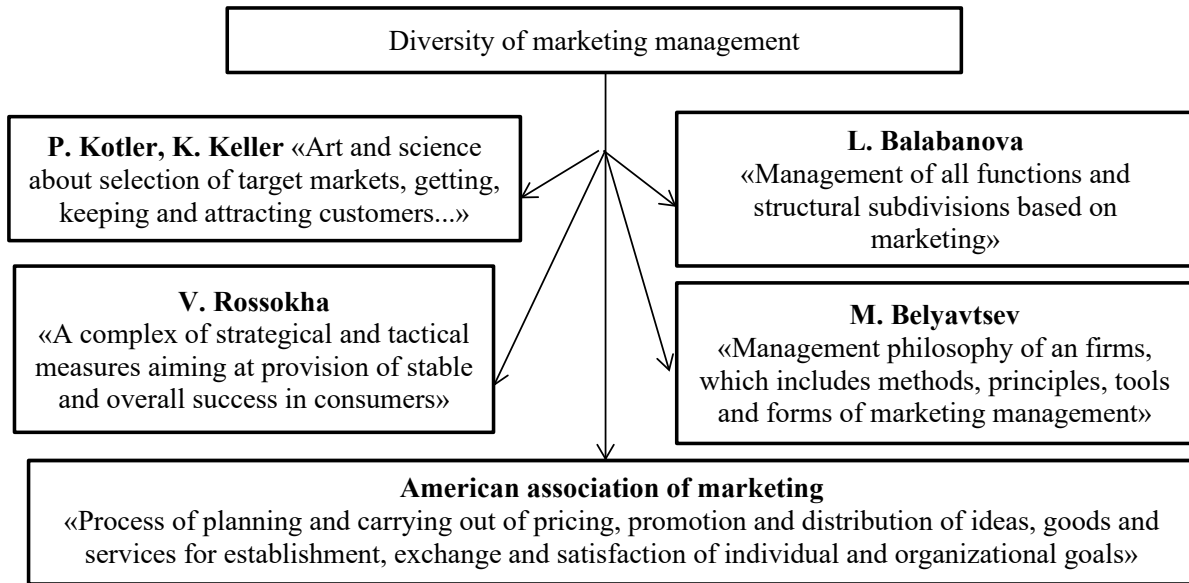 Diversity of marketing management
P. Kotler, K. Keller «Art and science
about selection of target markets, getting,
keeping and attracting customers...»
L. Balabanova
«Management of all functions and
structural subdivisions based on
marketing»
V. Rossokha
«A complex of strategical and tactical
measures aiming at provision of stable
and overall success in consumers»
M. Belyavtsev
«Management philosophy of an firms,
which includes methods, principles, tools
and forms of marketing management»
American association of marketing
«Process of planning and carrying out of pricing, promotion and distribution of ideas, goods and
services for establishment, exchange and satisfaction of individual and organizational goals»